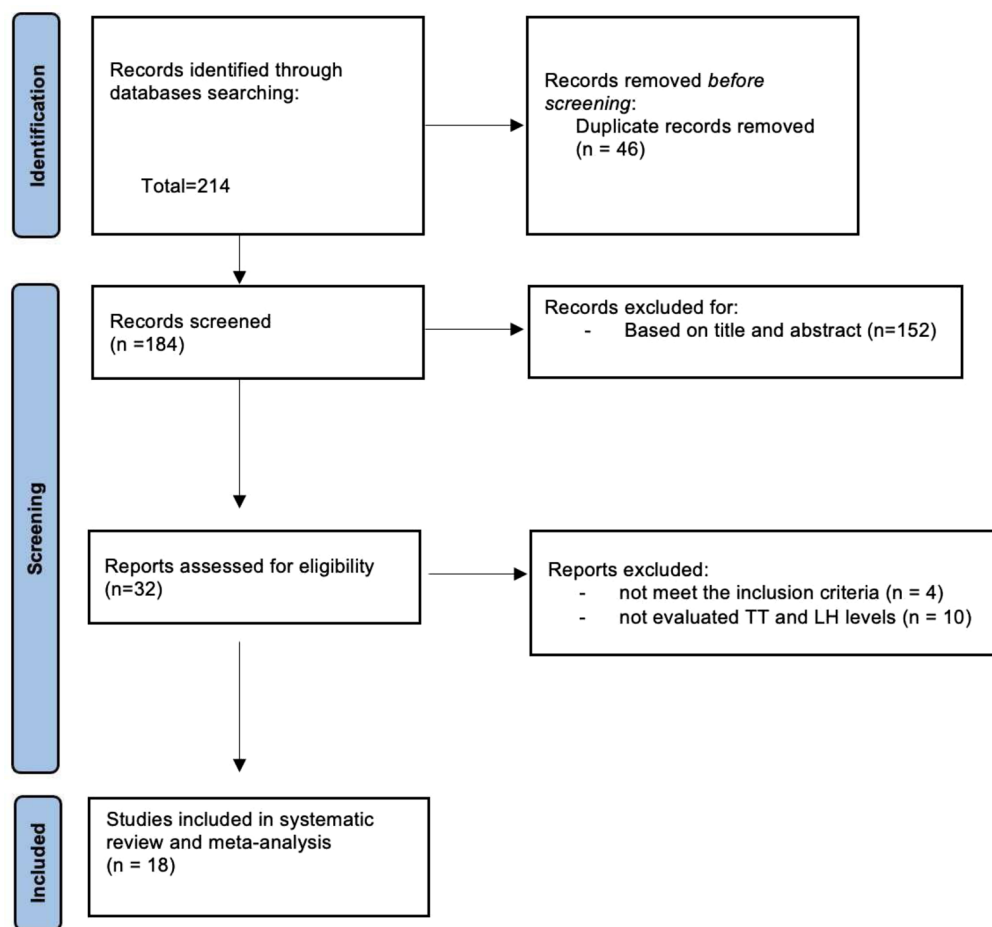 Identification
Records identified through
databases searching:
Total=214
Records removed before
screening:
Duplicate records removed
(n = 46)
Screening
Records screened
(n =184)
Records excluded for:
- Based on title and abstract (n=152)
Reports assessed for eligibility
(n=32)
Reports excluded:
- not meet the inclusion criteria (n = 4)
- not evaluated TT and LH levels (n = 10)
Included
Studies included in systematic
review and meta-analysis
(n = 18)